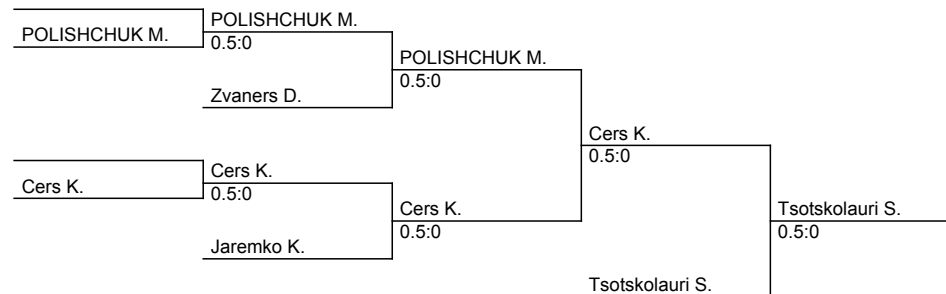 POLISHCHUK M.
POLISHCHUK M.
0.5:0
POLISHCHUK M.
0.5:0
Zvaners D.
Cers K.
0.5:0
Cers K.
Cers K.
0.5:0
Cers K.
0.5:0
Jaremko K.
Tsotskolauri S.
0.5:0
Tsotskolauri S.